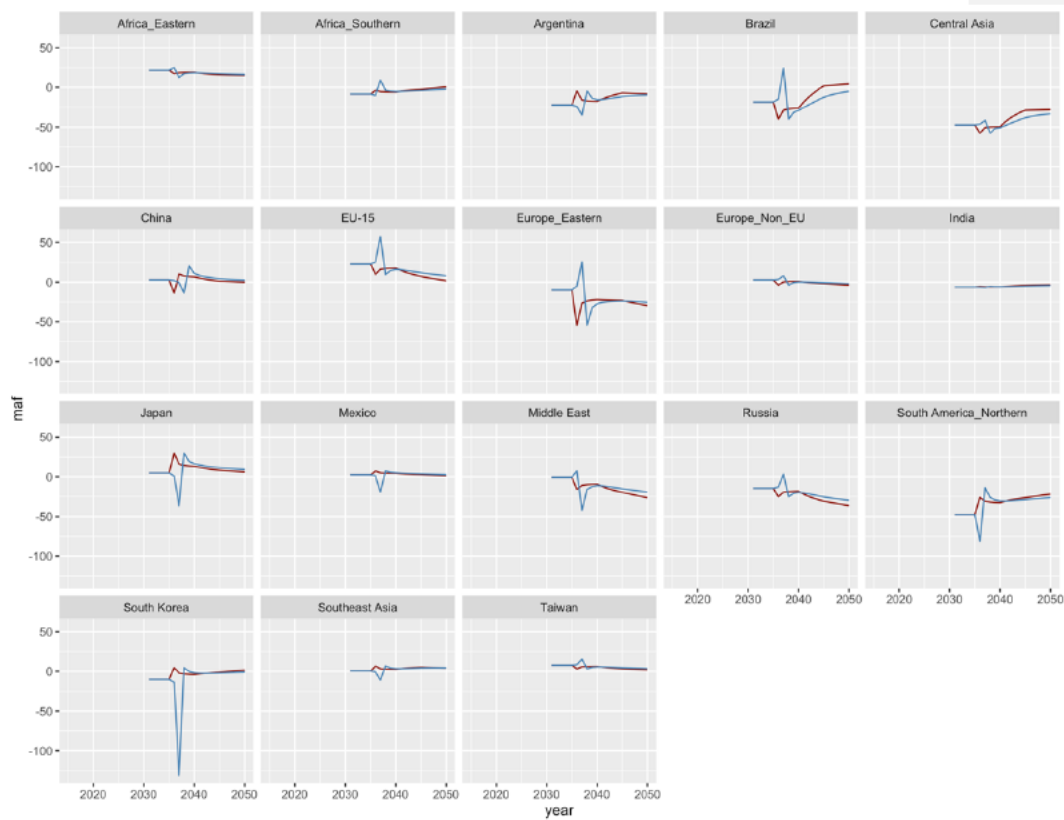 Africa_Eastern Africa_Southern Argentina Brazil Central Asia
50
0
-50
-100
China EU-15 Europe_Eastern Europe_Non_EU India
50
0
-50
-100
maf
Japan Mexico Middle East Russia South America_Northern
50
0
-50
-100
2020 2030 2040 2050 2020 2030 2040 2050
South Korea Southeast Asia Taiwan
50
0
-50
-100
2020 2030 2040 2050 2020 2030 2040 2050 2020 2030 2040 2050
year